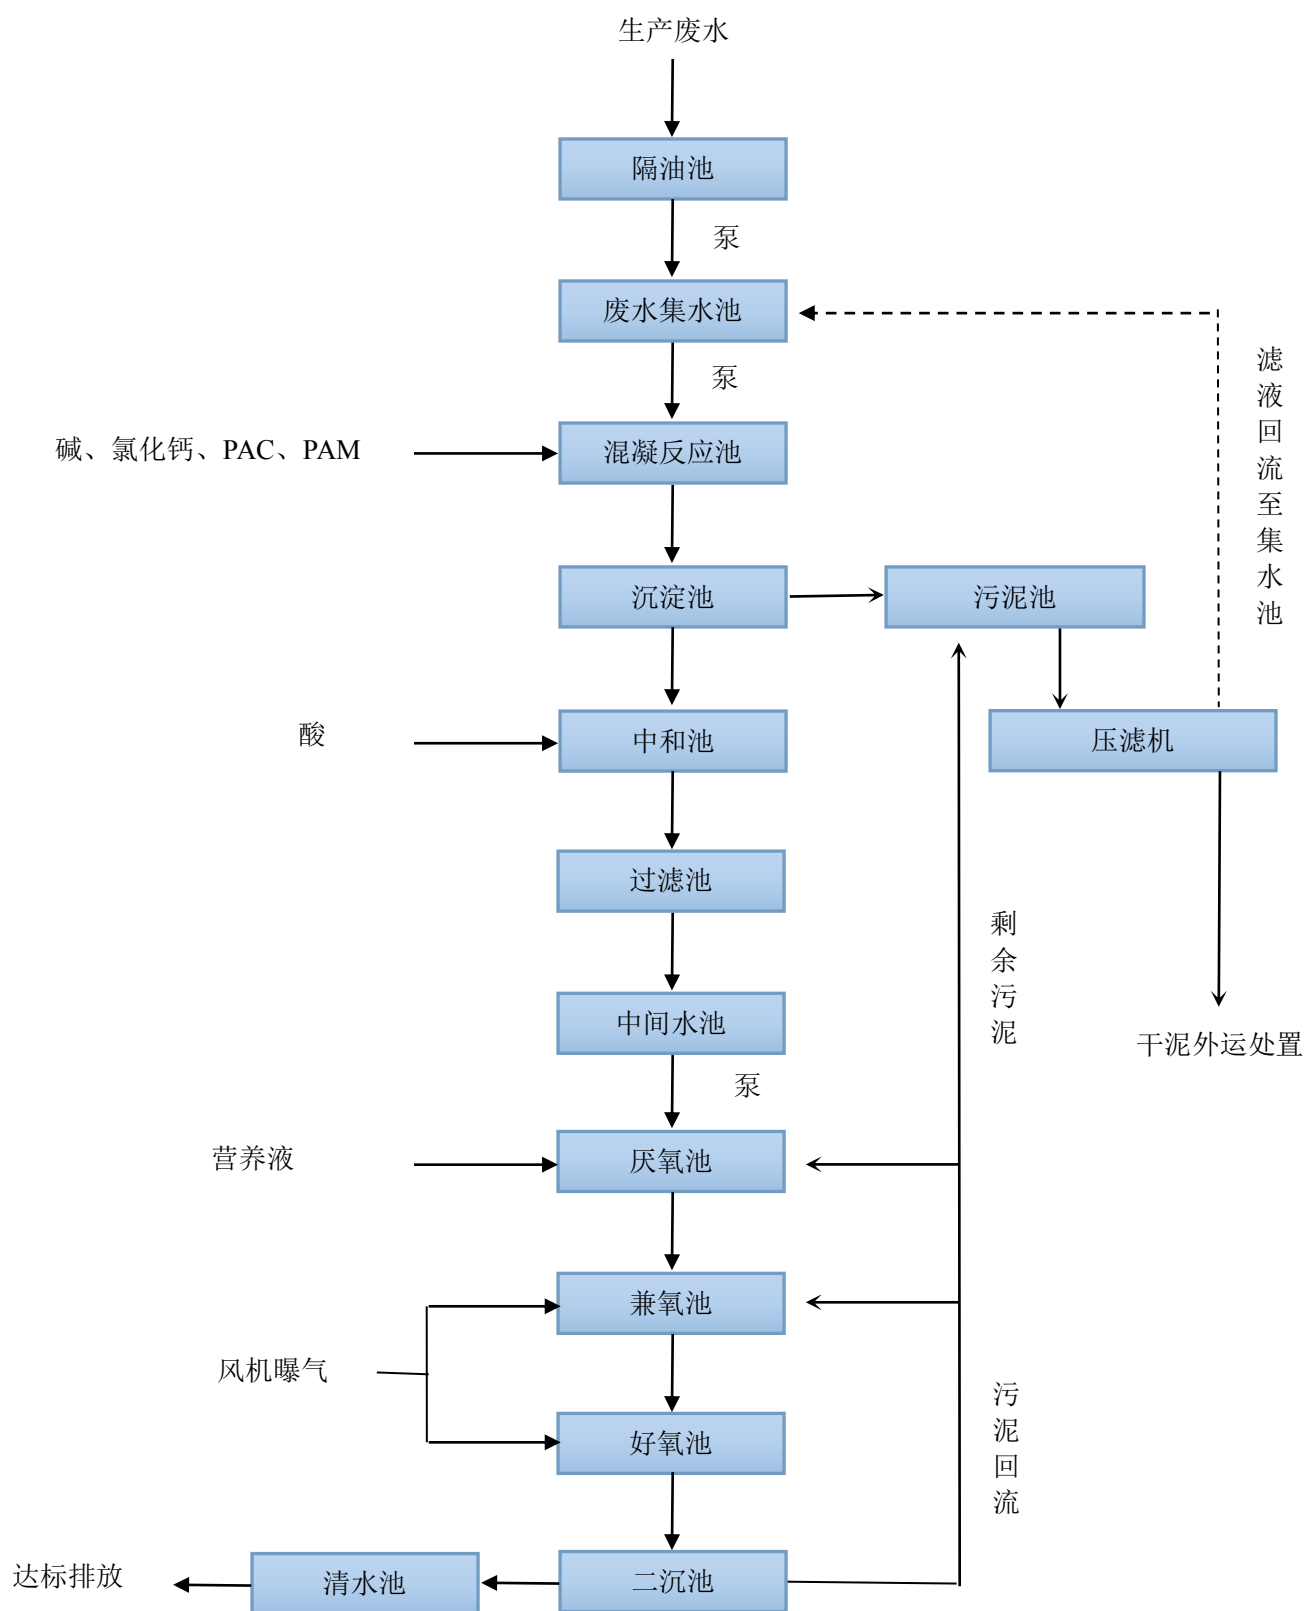 生产废水
隔油池
泵
废水集水池
泵
滤液回流至集水池
碱、氯化钙、PAC、PAM
混凝反应池
沉淀池
污泥池
酸
中和池
压滤机
过滤池
剩余污泥
中间水池
干泥外运处置
泵
营养液
厌氧池
兼氧池
风机曝气
污泥回流
好氧池
达标排放
清水池
二沉池